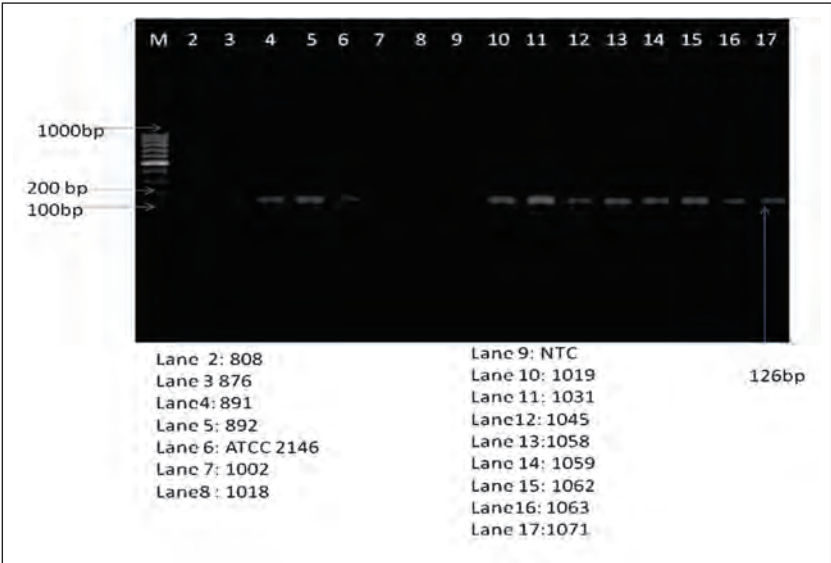 M 2 3 4 5 6 7 8 9 10 11 12 13 14 15 16 17
1000bp
200 bp
100bp
126bp
Lane 2: 808
Lane 3 876
Lane4: 891
Lane 5: 892
Lane 6: ATCC 2146
Lane 7: 1002
Lane8 : 1018
Lane 9: NTC
Lane 10: 1019
Lane 11: 1031
Lane12: 1045
Lane 13:1058
Lane 14: 1059
Lane 15: 1062
Lane16: 1063
Lane 17:1071